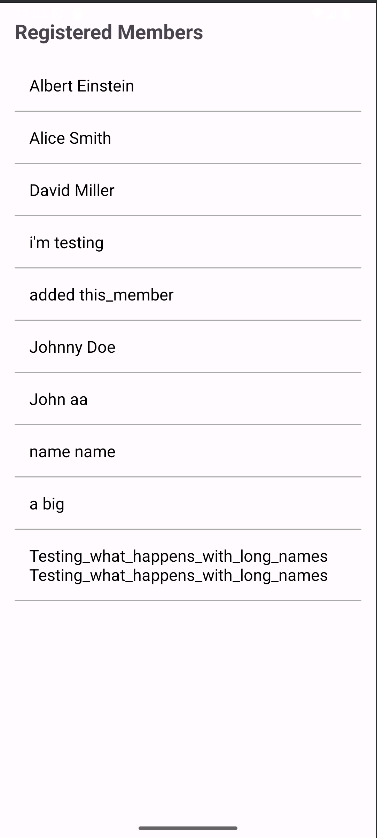 Registered Members
Albert Einstein
Alice Smith
David Miller
i'm testing
added this_member
Johnny Doe
John aa
name name
a big
Testing_what_happens_with_long_names
Testing_what_happens_with_long_names